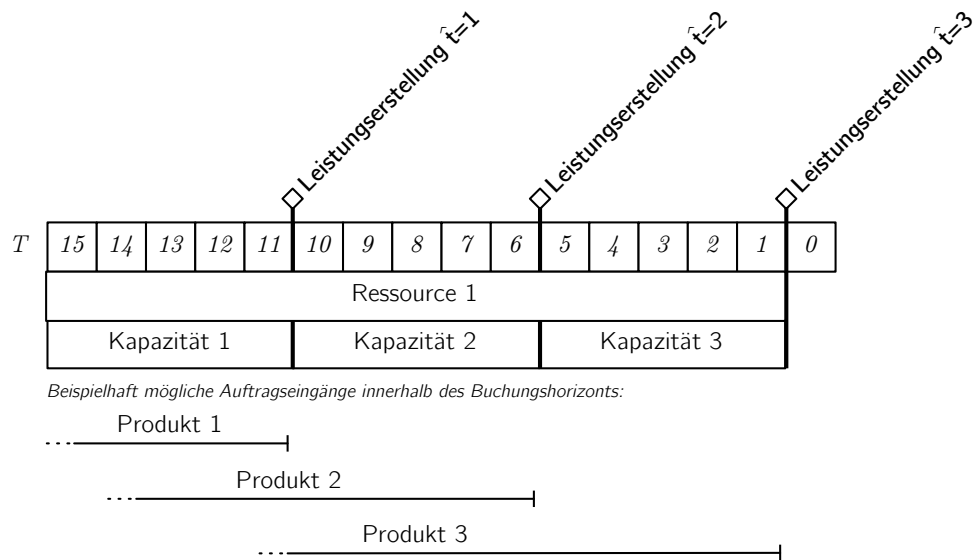 Leistungserstellung t̂=1
Leistungserstellung t̂=2
Leistungserstellung t̂=3
T 15 14 13 12 11 10 9 8 7 6 5 4 3 2 1 0
Ressource 1
Kapazität 1 Kapazität 2 Kapazität 3
Beispielhaft mögliche Auftragseingänge innerhalb des Buchungshorizonts:
Produkt 1
Produkt 2
Produkt 3